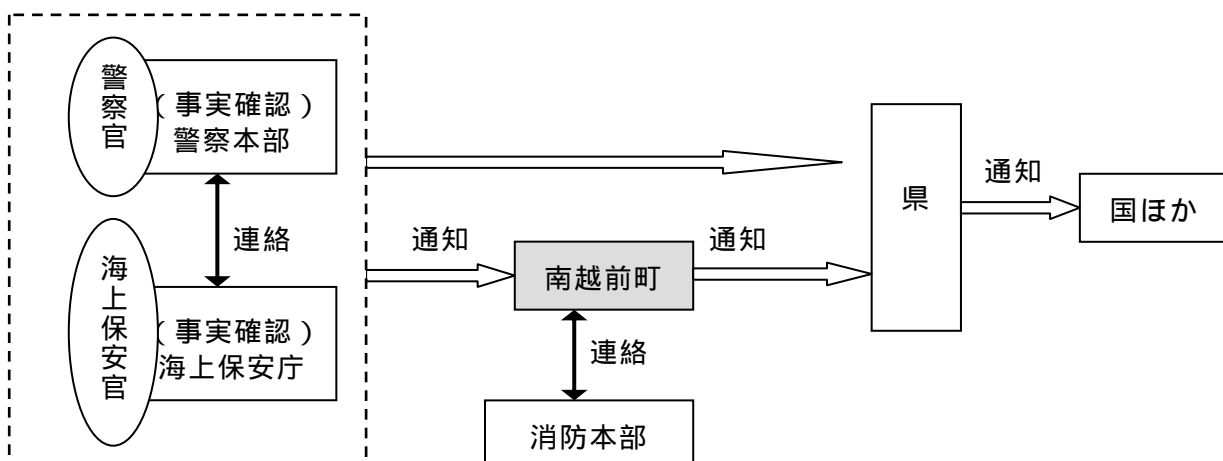 警察官
（事実確認）
警察本部
連絡
海上保安官
（事実確認）
海上保安庁
通知
南越前町
連絡
消防本部
通知
県
通知
国ほか